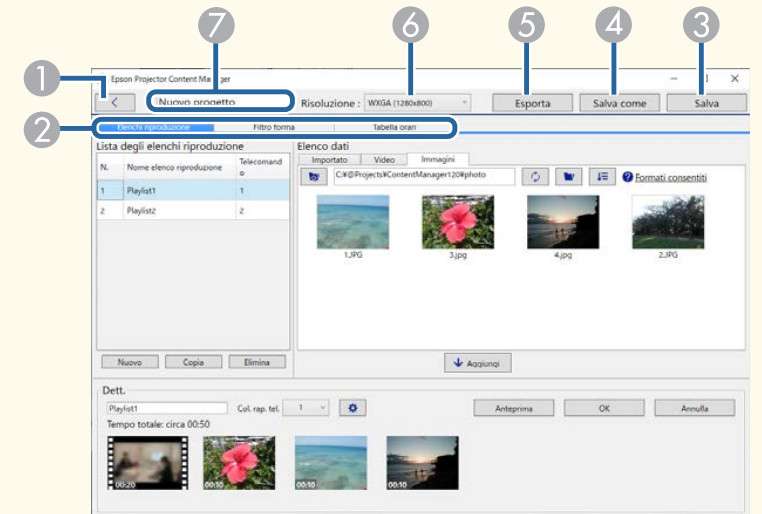 7 6 5 4 3
1
Epson Projector Content
Nuovo progetto Risoluzione : WXGA (1280x800) Esporta Salva come Salva
2
Elenchi riproduzione Filtro forma Tabella orari
Lista degli elenchi riproduzione Elenco dati
N. Nome elenco riproduzione Telecomand
o
Importato Video Immagini
C:¥@Projects¥ContentManager120¥photo Formati consentiti
1 Playlist1 1
2 Playlist2 2
1.JPG 3.jpg 4.jpg 2.JPG
Nuovo Copia Elimina Aggiungi
Dett.
Playlist1 Col. rap. tel. 1 Anteprima OK Annulla
Tempo totale: circa 00:50
00:20 00:10 00:10 00:10